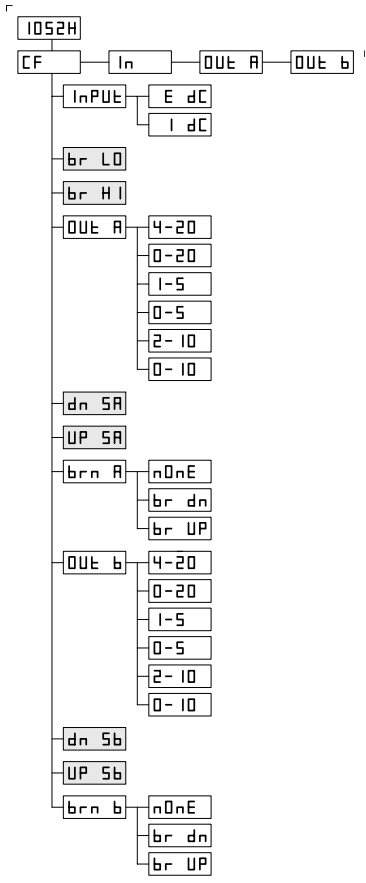 1052H
CF In OUt A OUt b
InPUt E dC
I dC
br LO
br HI
OUt A 4-20
0-20
1-5
0-5
2-10
0-10
dn SA
UP SA
brn A nOnE
br dn
br UP
OUt b 4-20
0-20
1-5
0-5
2-10
0-10
dn Sb
UP Sb
brn b nOnE
br dn
br UP